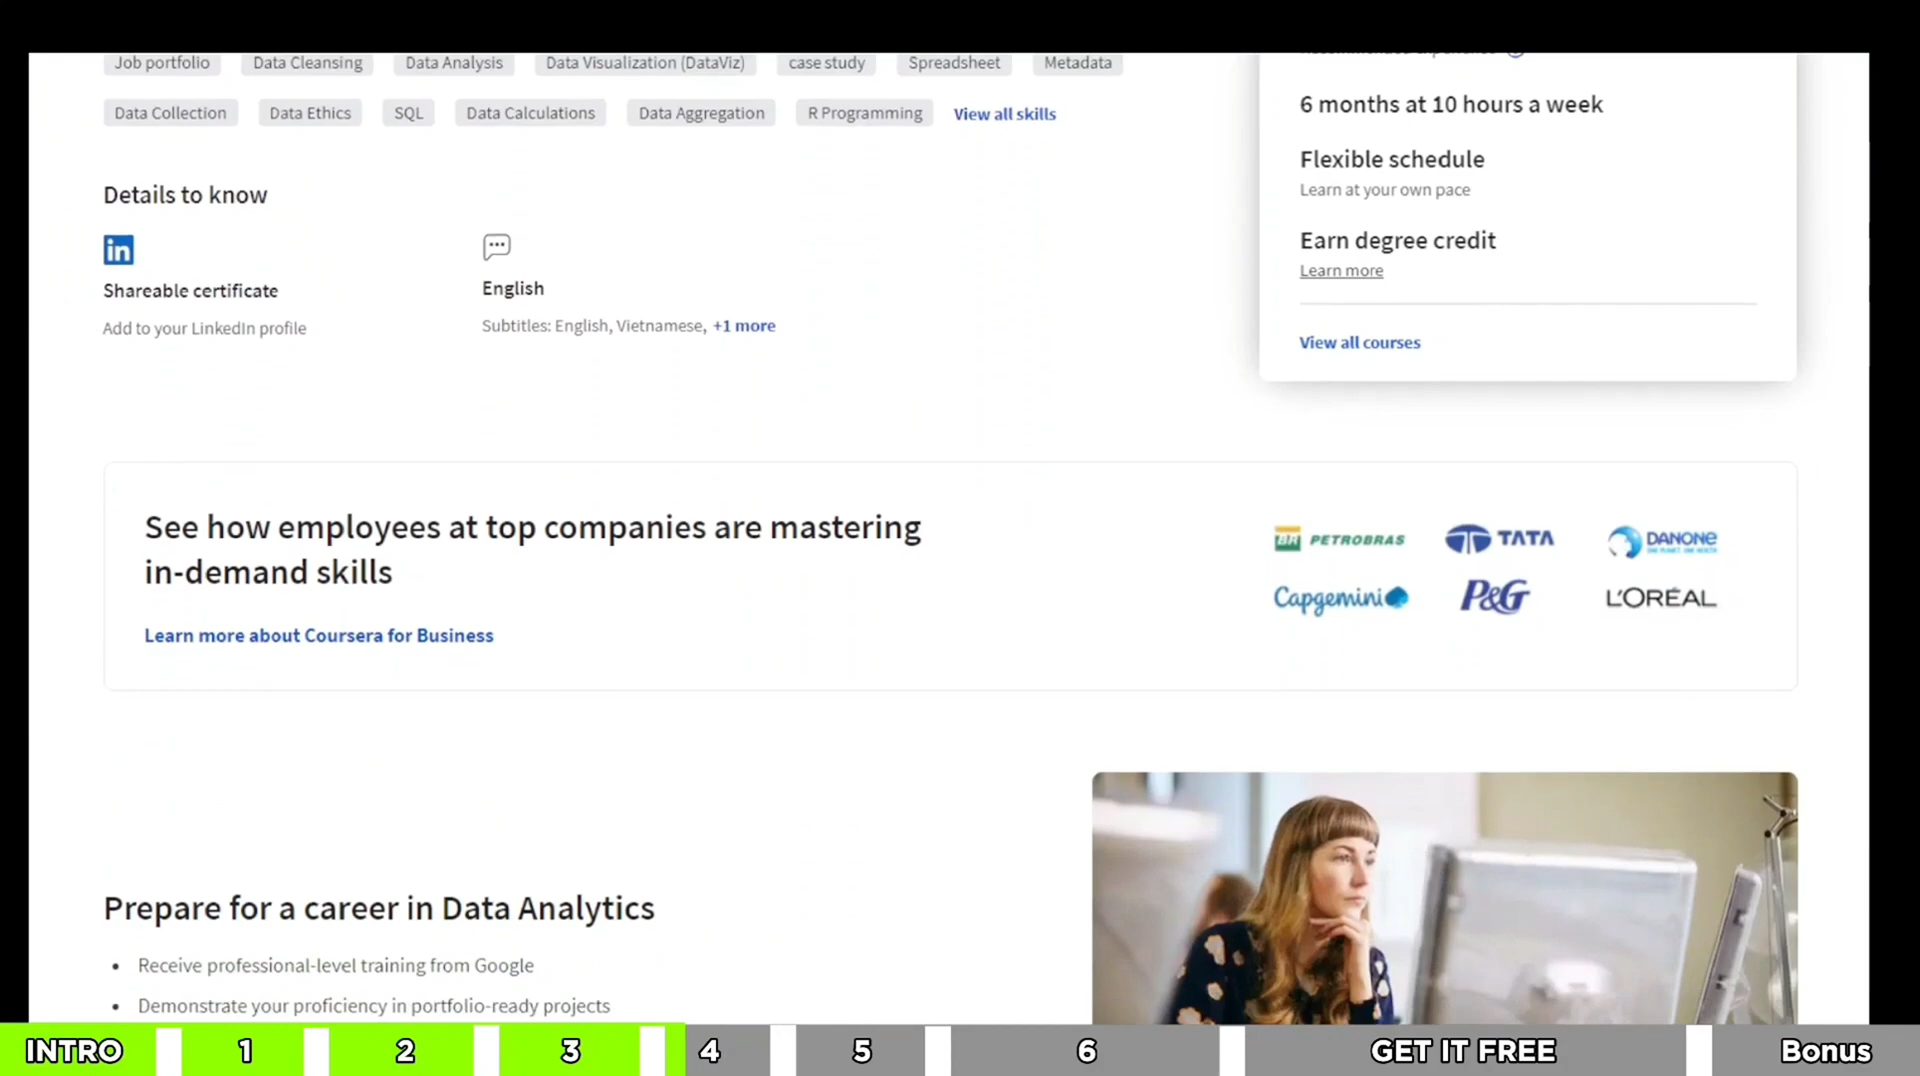 Job portfolio Data Cleansing Data Analysis Data Visualization (DataViz) case study Spreadsheet Metadata
Data Collection Data Ethics SQL Data Calculations Data Aggregation R Programming View all skills
6 months at 10 hours a week
Flexible schedule
Learn at your own pace
Earn degree credit
Learn more
View all courses
Details to know
in
Shareable certificate
Add to your LinkedIn profile
English
Subtitles: English, Vietnamese, +1 more
See how employees at top companies are mastering
in-demand skills
Learn more about Coursera for Business
BR PETROBRAS TATA DANONE
Capgemini P&G L'ORÉAL
Prepare for a career in Data Analytics
• Receive professional-level training from Google
• Demonstrate your proficiency in portfolio-ready projects
INTRO 1 2 3 4 5 6 GET IT FREE Bonus